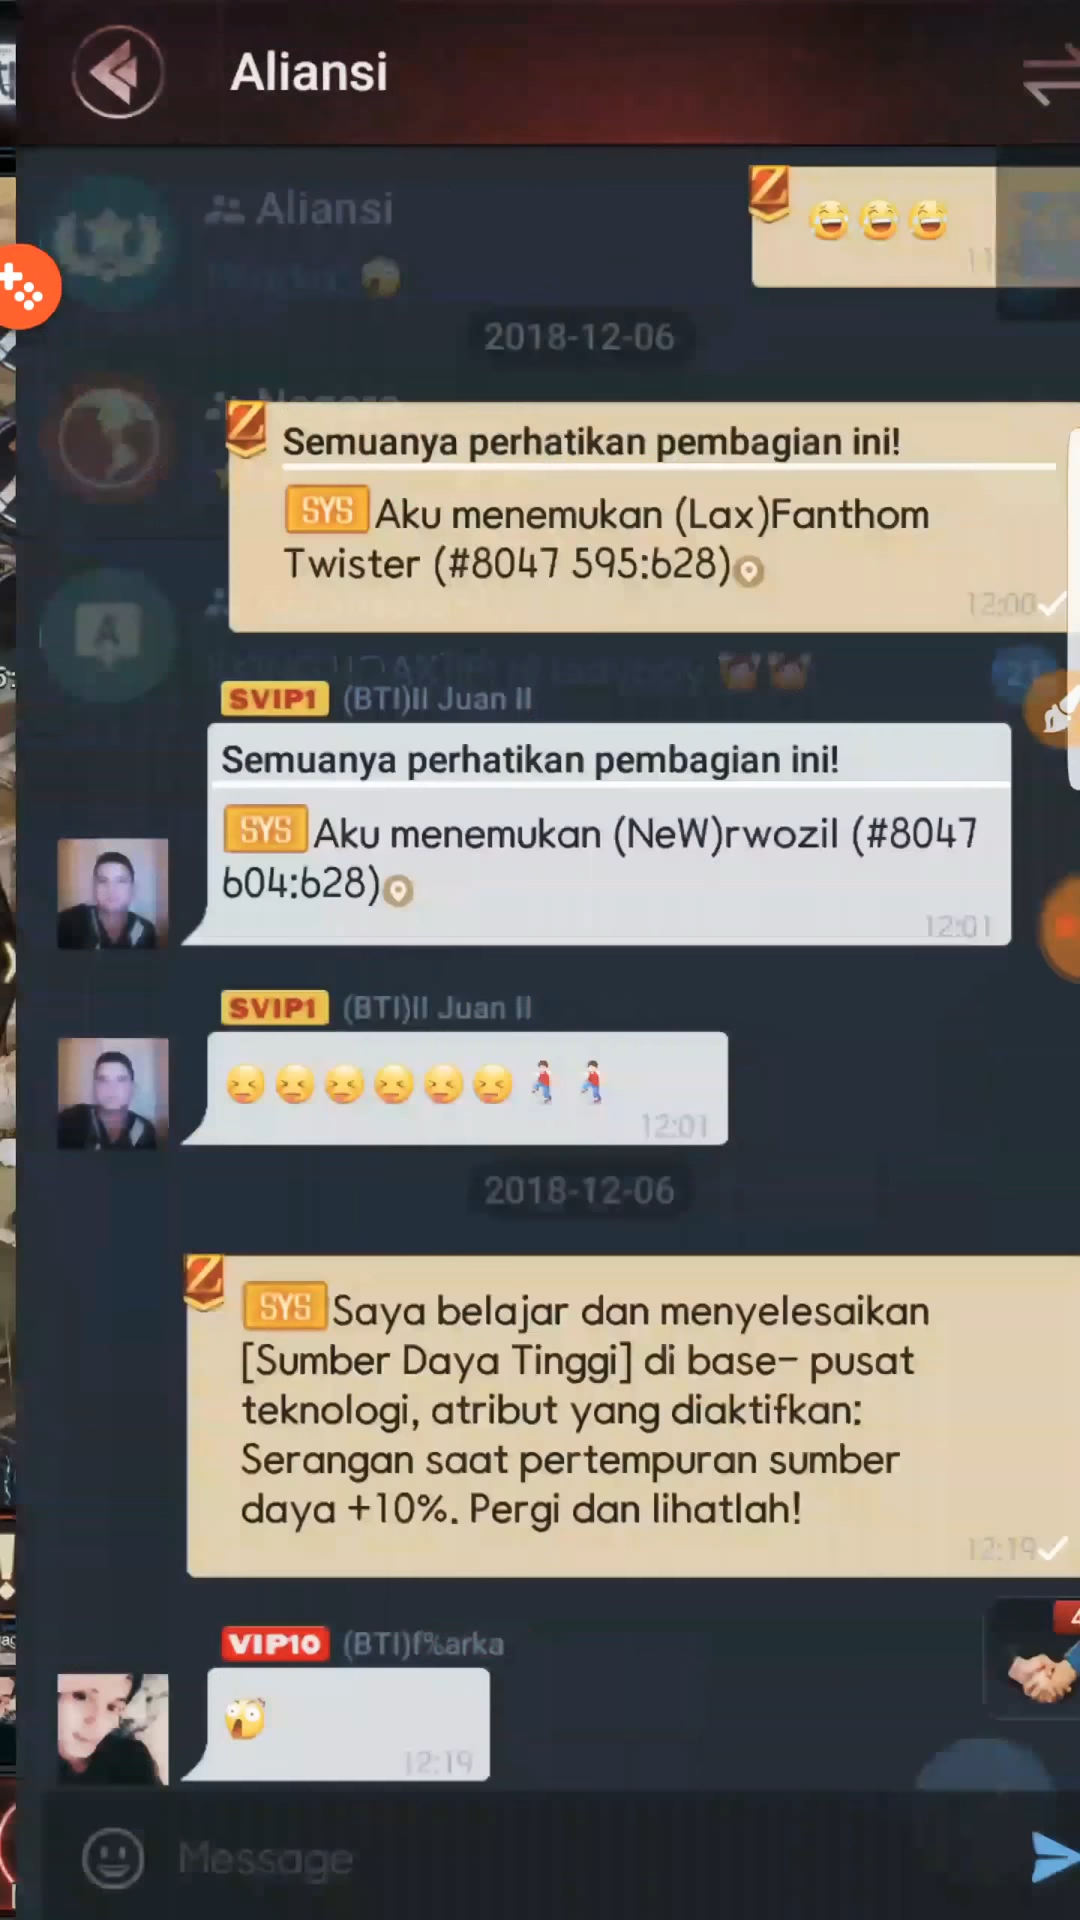 Aliansi
Aliansi
2018-12-06
Semuanya perhatikan pembagian ini!
SYS Aku menemukan (Lax)Fanthom
Twister (#8047 595:628)
12:00
SVIP1 (BTI)II Juan II
Semuanya perhatikan pembagian ini!
SYS Aku menemukan (NeW)rwozil (#8047
604:628)
12:01
SVIP1 (BTI)II Juan II
12:01
2018-12-06
SYS Saya belajar dan menyelesaikan
[Sumber Daya Tinggi] di base- pusat
teknologi, atribut yang diaktifkan:
Serangan saat pertempuran sumber
daya +10%. Pergi dan lihatlah!
12:19
VIP10 (BTI)f%arka
12:19
Message